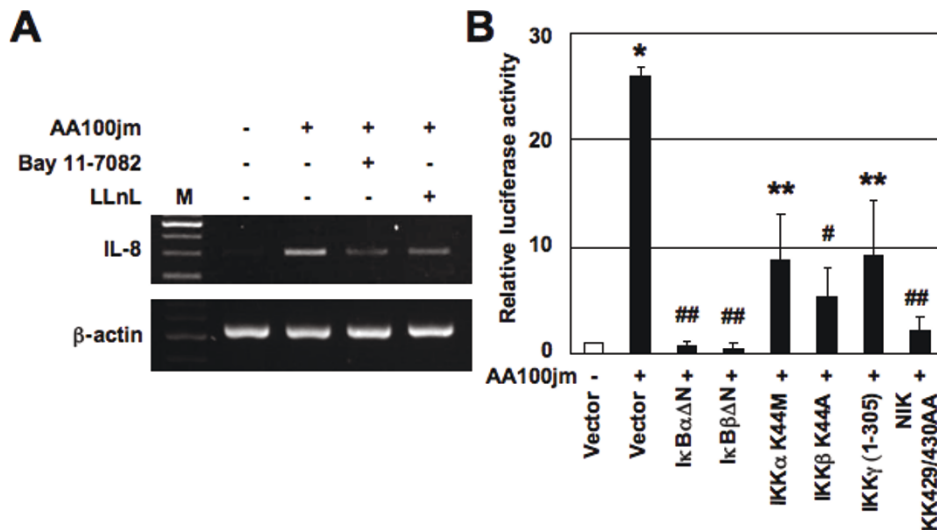 A
AA100jm - + + +
Bay 11-7082 - - + -
LLnL M - - - +
IL-8
β-actin
B
Relative luciferase activity
30
20
10
0
*
##
##
**
#
**
##
AA100jm - + + + + + + +
Vector
Vector
IκBαΔN
IκBβΔN
IKKα K44M
IKKβ K44A
IKKγ (1-305)
NIK
KK429/430AA